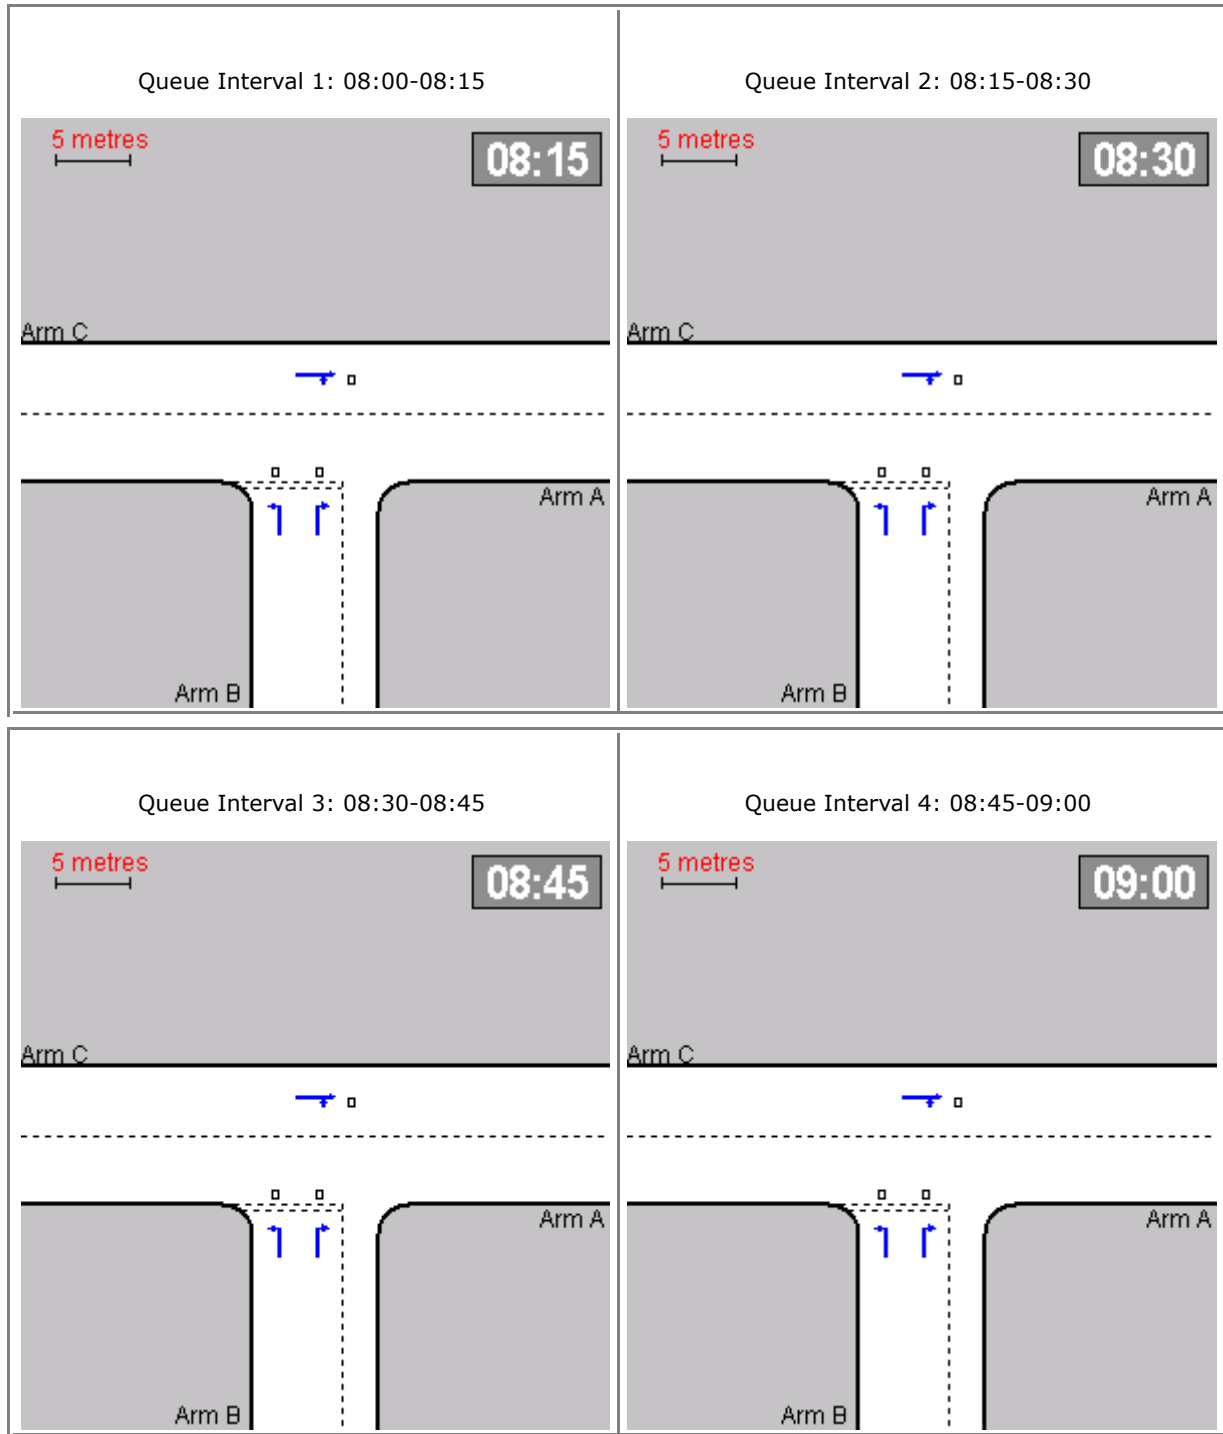 Queue Interval 1: 08:00-08:15
5 metres
08:15
Arm C
Arm A
Arm B
Queue Interval 2: 08:15-08:30
5 metres
08:30
Arm C
Arm A
Arm B
Queue Interval 3: 08:30-08:45
5 metres
08:45
Arm C
Arm A
Arm B
Queue Interval 4: 08:45-09:00
5 metres
09:00
Arm C
Arm A
Arm B